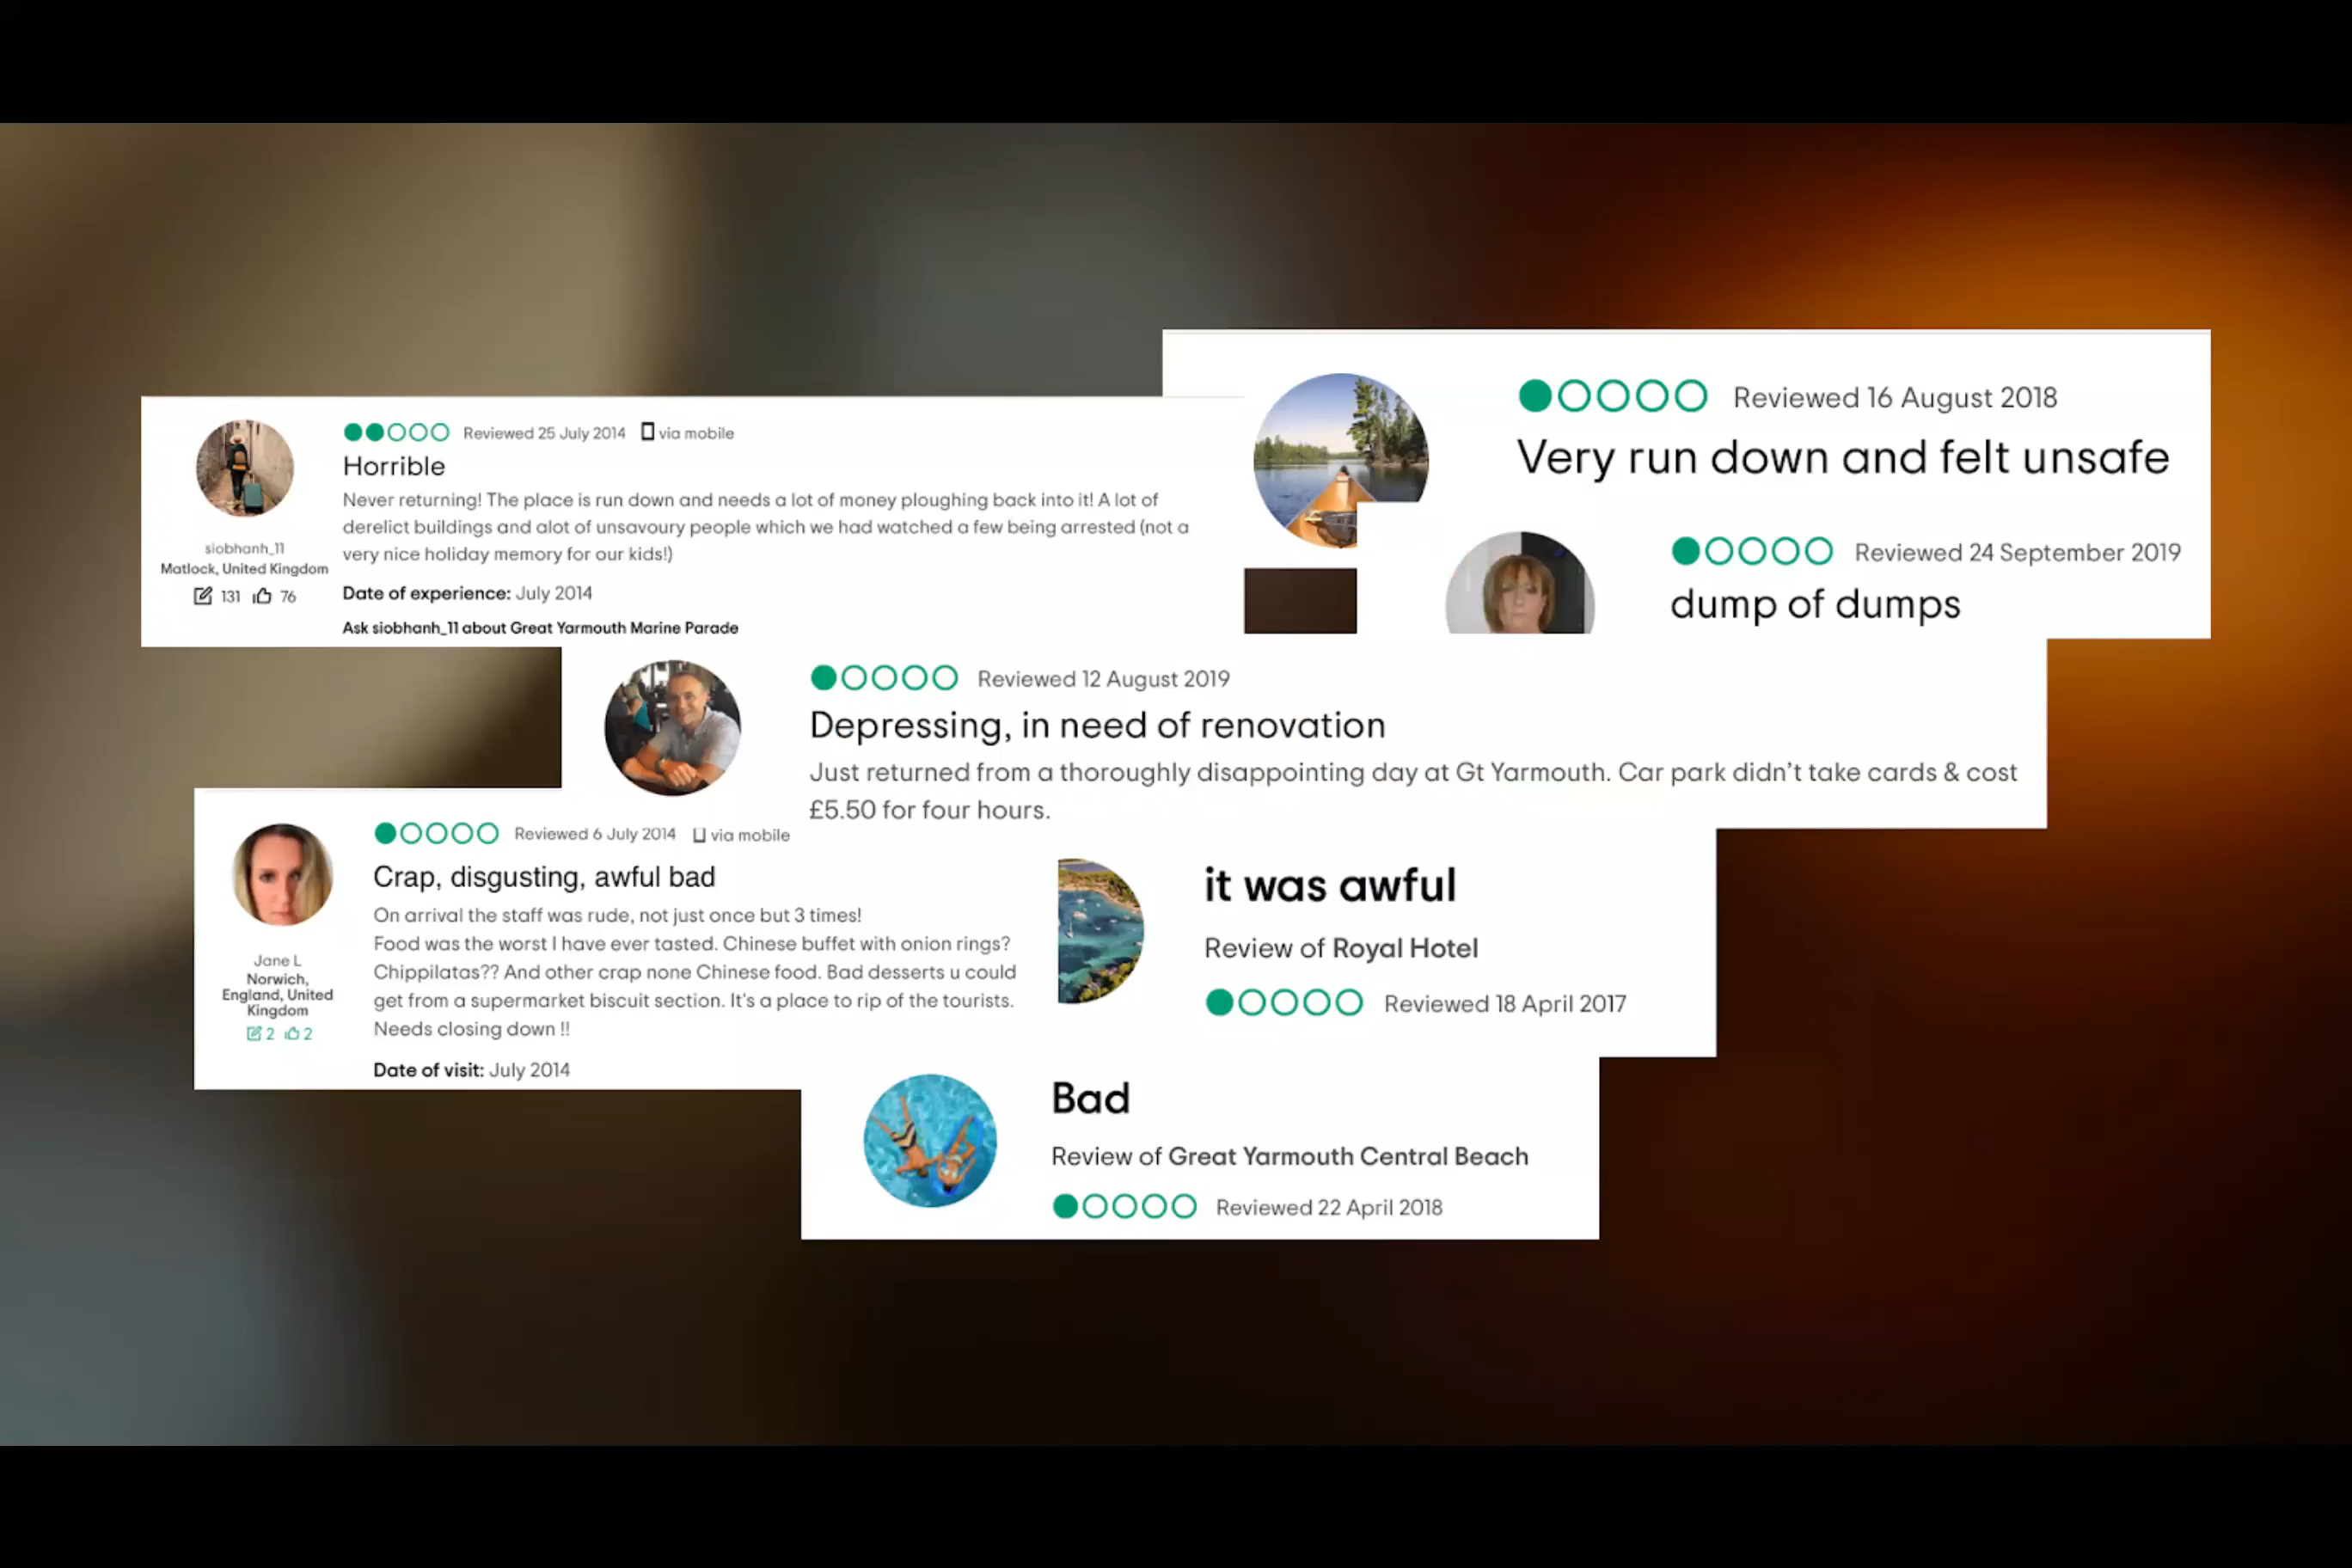 Reviewed 25 July 2014 via mobile
Horrible
Never returning! The place is run down and needs a lot of money ploughing back into it! A lot of
derelict buildings and alot of unsavoury people which we had watched a few being arrested (not a
very nice holiday memory for our kids!)
siobhanh_11
Matlock, United Kingdom
131 76
Date of experience: July 2014
Ask siobhanh_11 about Great Yarmouth Marine Parade
Reviewed 16 August 2018
Very run down and felt unsafe
Reviewed 24 September 2019
dump of dumps
Reviewed 12 August 2019
Depressing, in need of renovation
Just returned from a thoroughly disappointing day at Gt Yarmouth. Car park didn't take cards & cost
£5.50 for four hours.
Reviewed 6 July 2014 via mobile
Crap, disgusting, awful bad
On arrival the staff was rude, not just once but 3 times!
Food was the worst I have ever tasted. Chinese buffet with onion rings?
Chippilatas?? And other crap none Chinese food. Bad desserts u could
get from a supermarket biscuit section. It's a place to rip of the tourists.
Needs closing down !!
Jane L
Norwich,
England, United
Kingdom
2 2
Date of visit: July 2014
it was awful
Review of Royal Hotel
Reviewed 18 April 2017
Bad
Review of Great Yarmouth Central Beach
Reviewed 22 April 2018